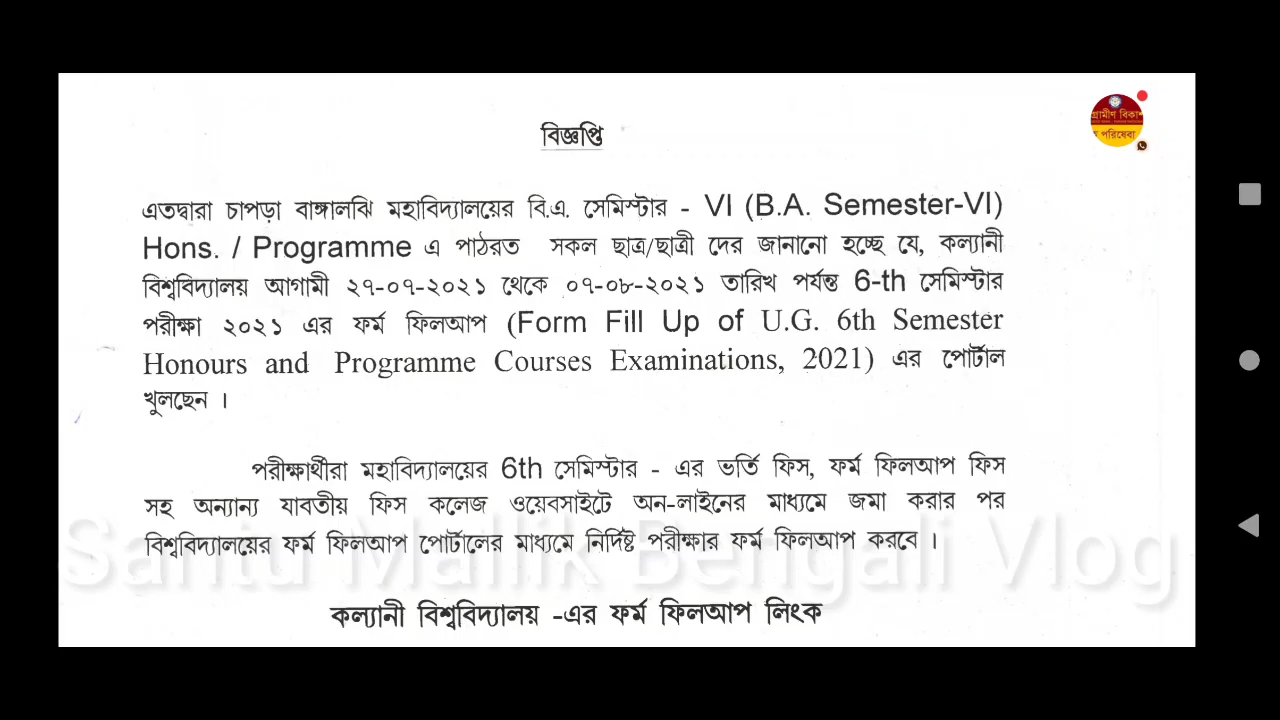 বিজ্ঞপ্তি
গ্রামীণ বিকাশ
পরিষেবা
এতদ্বারা চাপড়া বাঙ্গালঝি মহাবিদ্যালয়ের বি.এ. সেমিস্টার - VI (B.A. Semester-VI)
Hons. / Programme এ পাঠরত সকল ছাত্র/ছাত্রী দের জানানো হচ্ছে যে, কল্যানী
বিশ্ববিদ্যালয় আগামী ২৭-০৭-২০২১ থেকে ০৭-০৮-২০২১ তারিখ পর্যন্ত 6-th সেমিস্টার
পরীক্ষা ২০২১ এর ফর্ম ফিলআপ (Form Fill Up of U.G. 6th Semester
Honours and Programme Courses Examinations, 2021) এর পোর্টাল
খুলছেন ।
পরীক্ষার্থীরা মহাবিদ্যালয়ের 6th সেমিস্টার - এর ভর্তি ফিস, ফর্ম ফিলআপ ফিস
সহ অন্যান্য যাবতীয় ফিস কলেজ ওয়েবসাইটে অন-লাইনের মাধ্যমে জমা করার পর
বিশ্ববিদ্যালয়ের ফর্ম ফিলআপ পোর্টালের মাধ্যমে নির্দিষ্ট পরীক্ষার ফর্ম ফিলআপ করবে ।
Santu Mallik Bengali Vlog
কল্যানী বিশ্ববিদ্যালয় -এর ফর্ম ফিলআপ লিংক